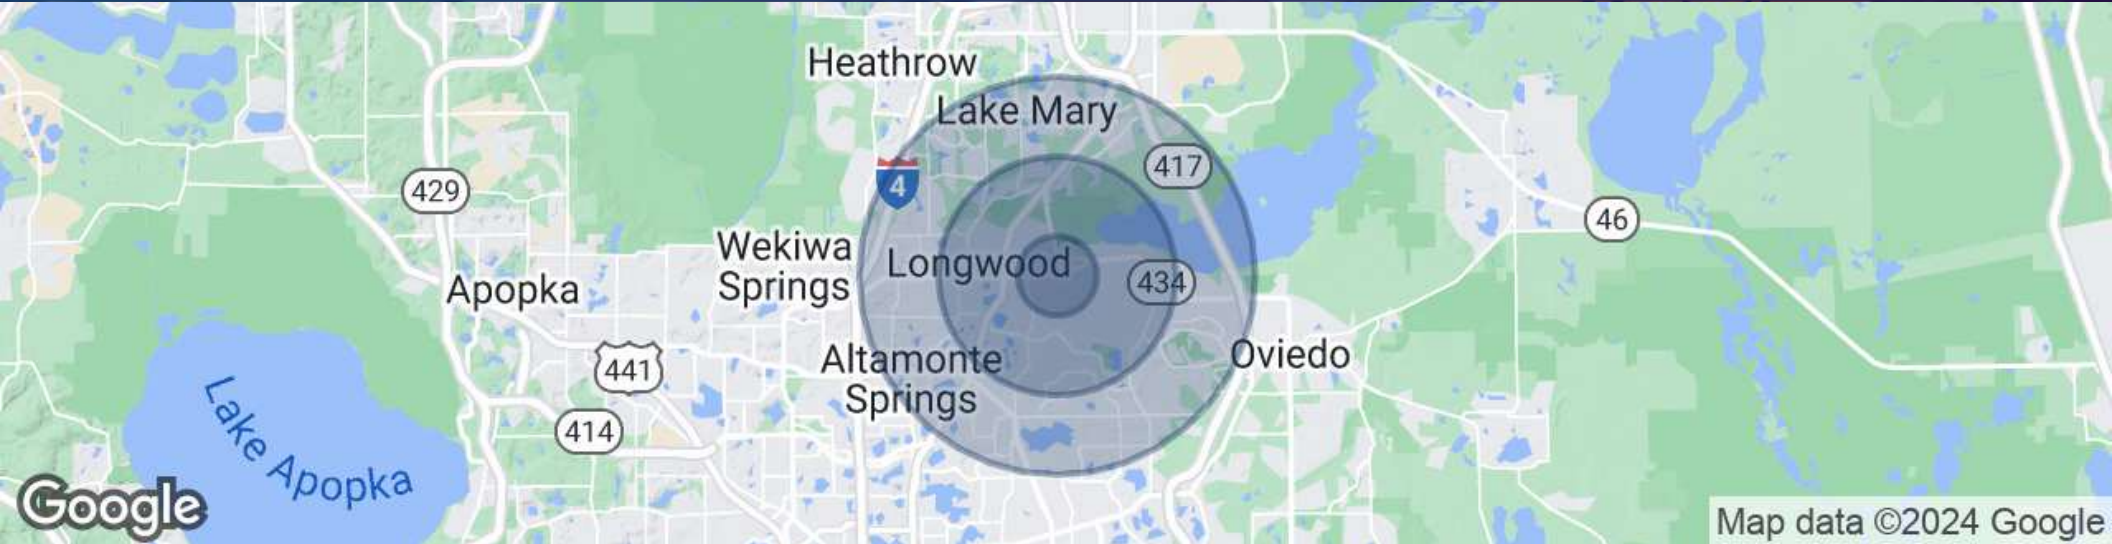 Heathrow
Lake Mary
417
4
429
46
Wekiwa
Springs
Longwood
434
Apopka
Altamonte
Springs
Oviedo
441
414
Lake Apopka
Google
Map data ©2024 Google